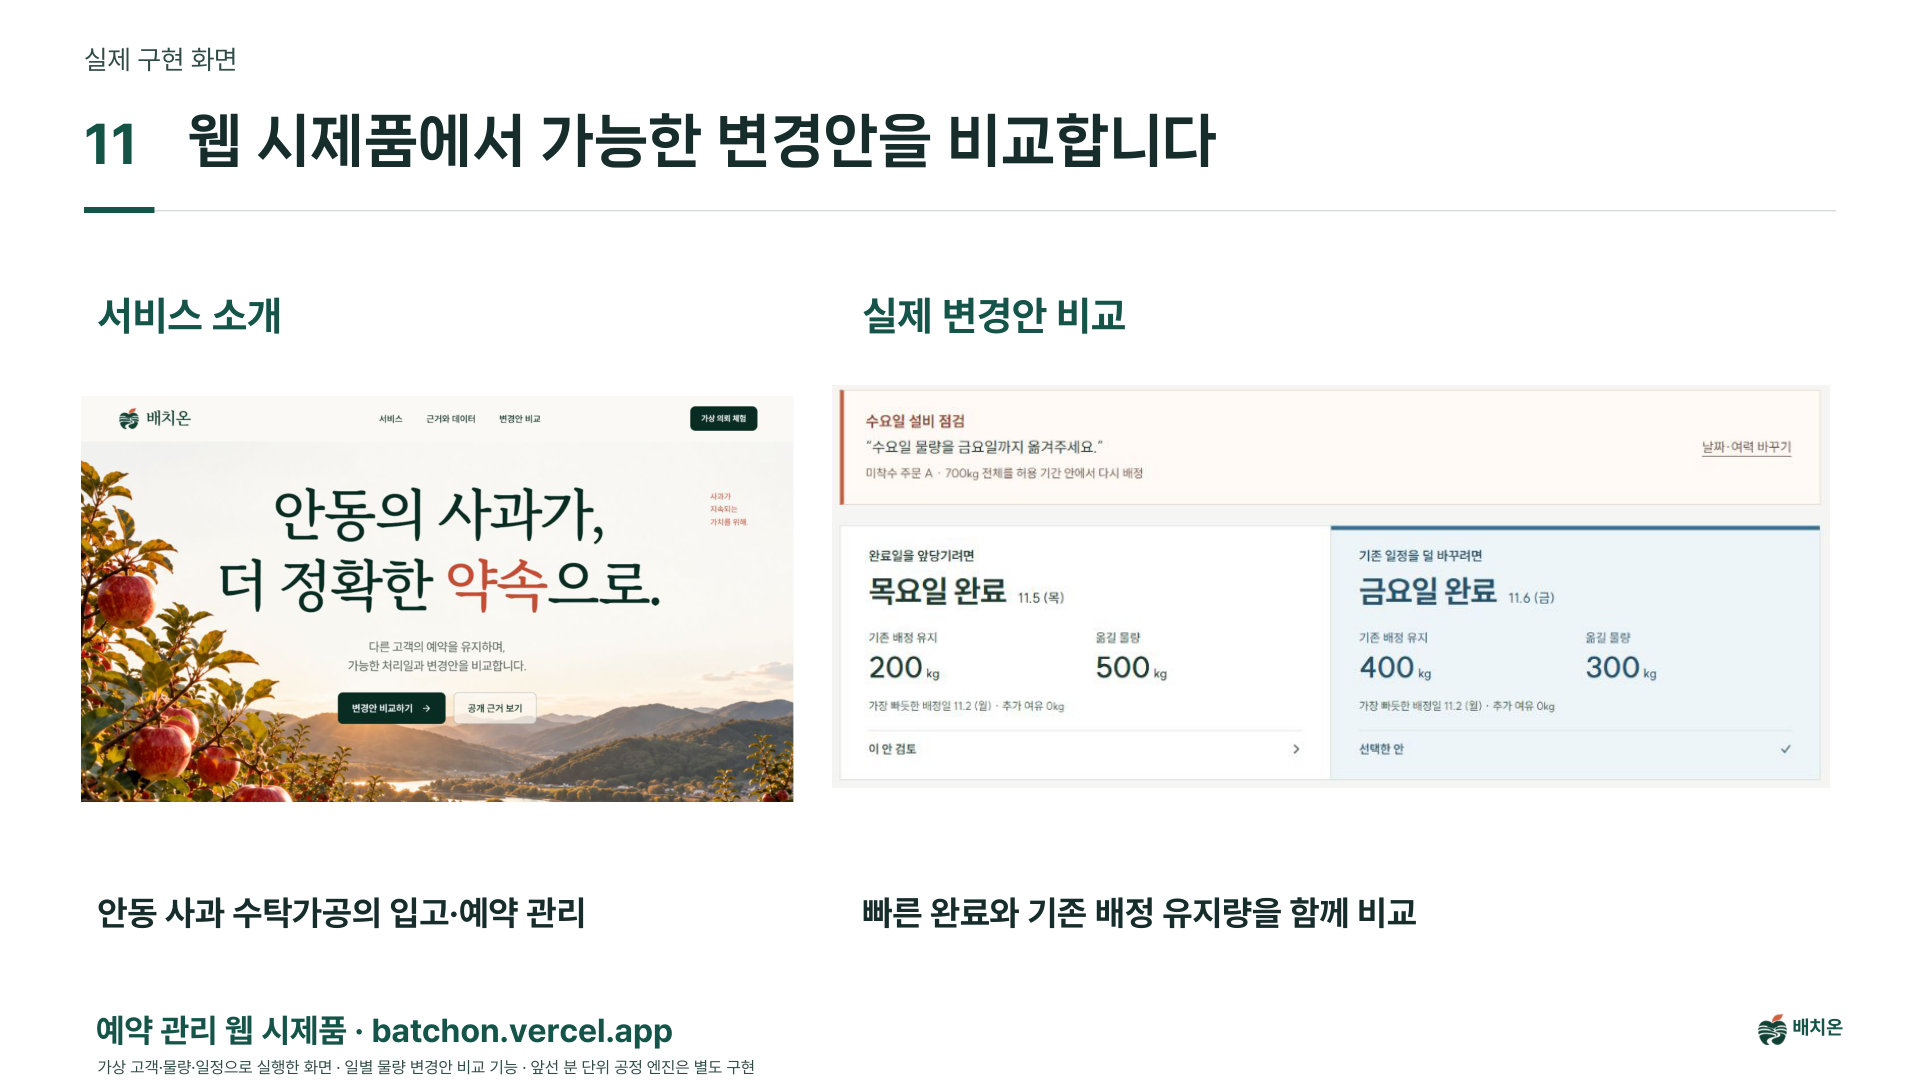 실제 구현 화면
11 웹 시제품에서 가능한 변경안을 비교합니다
서비스 소개
배치온
서비스 근거와 데이터 변경안 비교
가상 의뢰 체험
안동의 사과가,
더 정확한 약속으로.
사과가
지속되는
가치를 위해.
다른 고객의 예약을 유지하며,
가능한 처리일과 변경안을 비교합니다.
변경안 비교하기 →
공개 근거 보기
안동 사과 수탁가공의 입고·예약 관리
실제 변경안 비교
수요일 설비 점검
“수요일 물량을 금요일까지 옮겨주세요.”
미착수 주문 A · 700kg 전체를 허용 기간 안에서 다시 배정
날짜·여력 바꾸기
완료일을 앞당기려면
목요일 완료 11.5 (목)
기존 배정 유지 옮길 물량
200 kg 500 kg
가장 빠듯한 배정일 11.2 (월) · 추가 여유 0kg
이 안 검토
기존 일정을 덜 바꾸려면
금요일 완료 11.6 (금)
기존 배정 유지 옮길 물량
400 kg 300 kg
가장 빠듯한 배정일 11.2 (월) · 추가 여유 0kg
선택한 안
빠른 완료와 기존 배정 유지량을 함께 비교
예약 관리 웹 시제품 · batchon.vercel.app
가상 고객·물량·일정으로 실행한 화면 · 일별 물량 변경안 비교 기능 · 앞선 분 단위 공정 엔진은 별도 구현
배치온